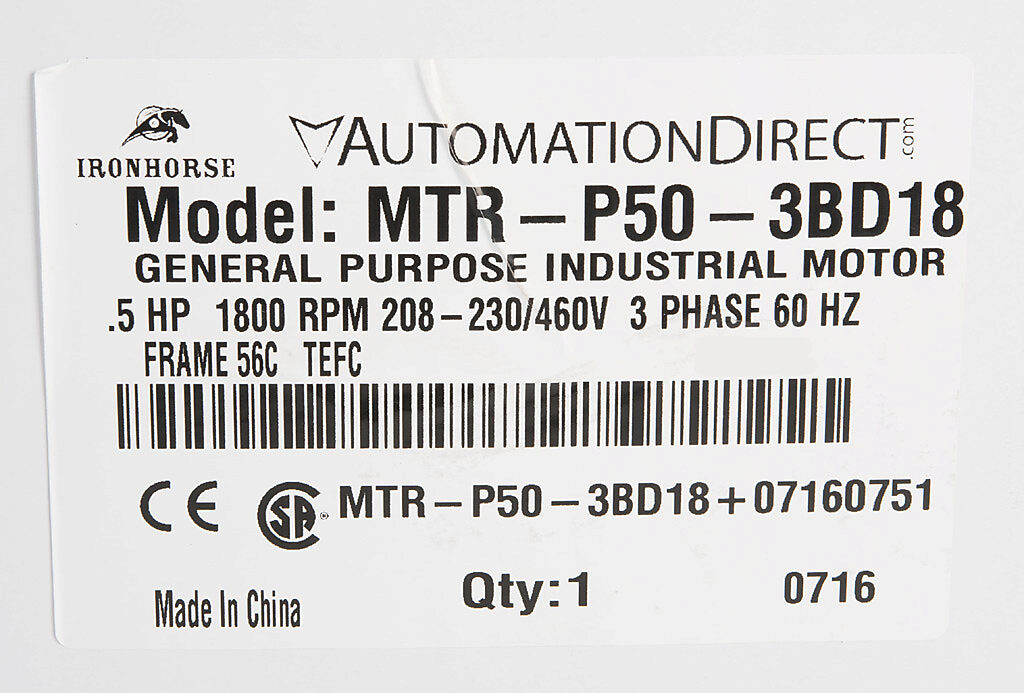 IRONHORSE
AUTOMATIONDIRECT.com
Model: MTR-P50-3BD18
GENERAL PURPOSE INDUSTRIAL MOTOR
.5 HP 1800 RPM 208-230/460V 3 PHASE 60 HZ
FRAME 56C TEFC
CE SA® MTR-P50-3BD18+07160751
Made In China Qty:1 0716